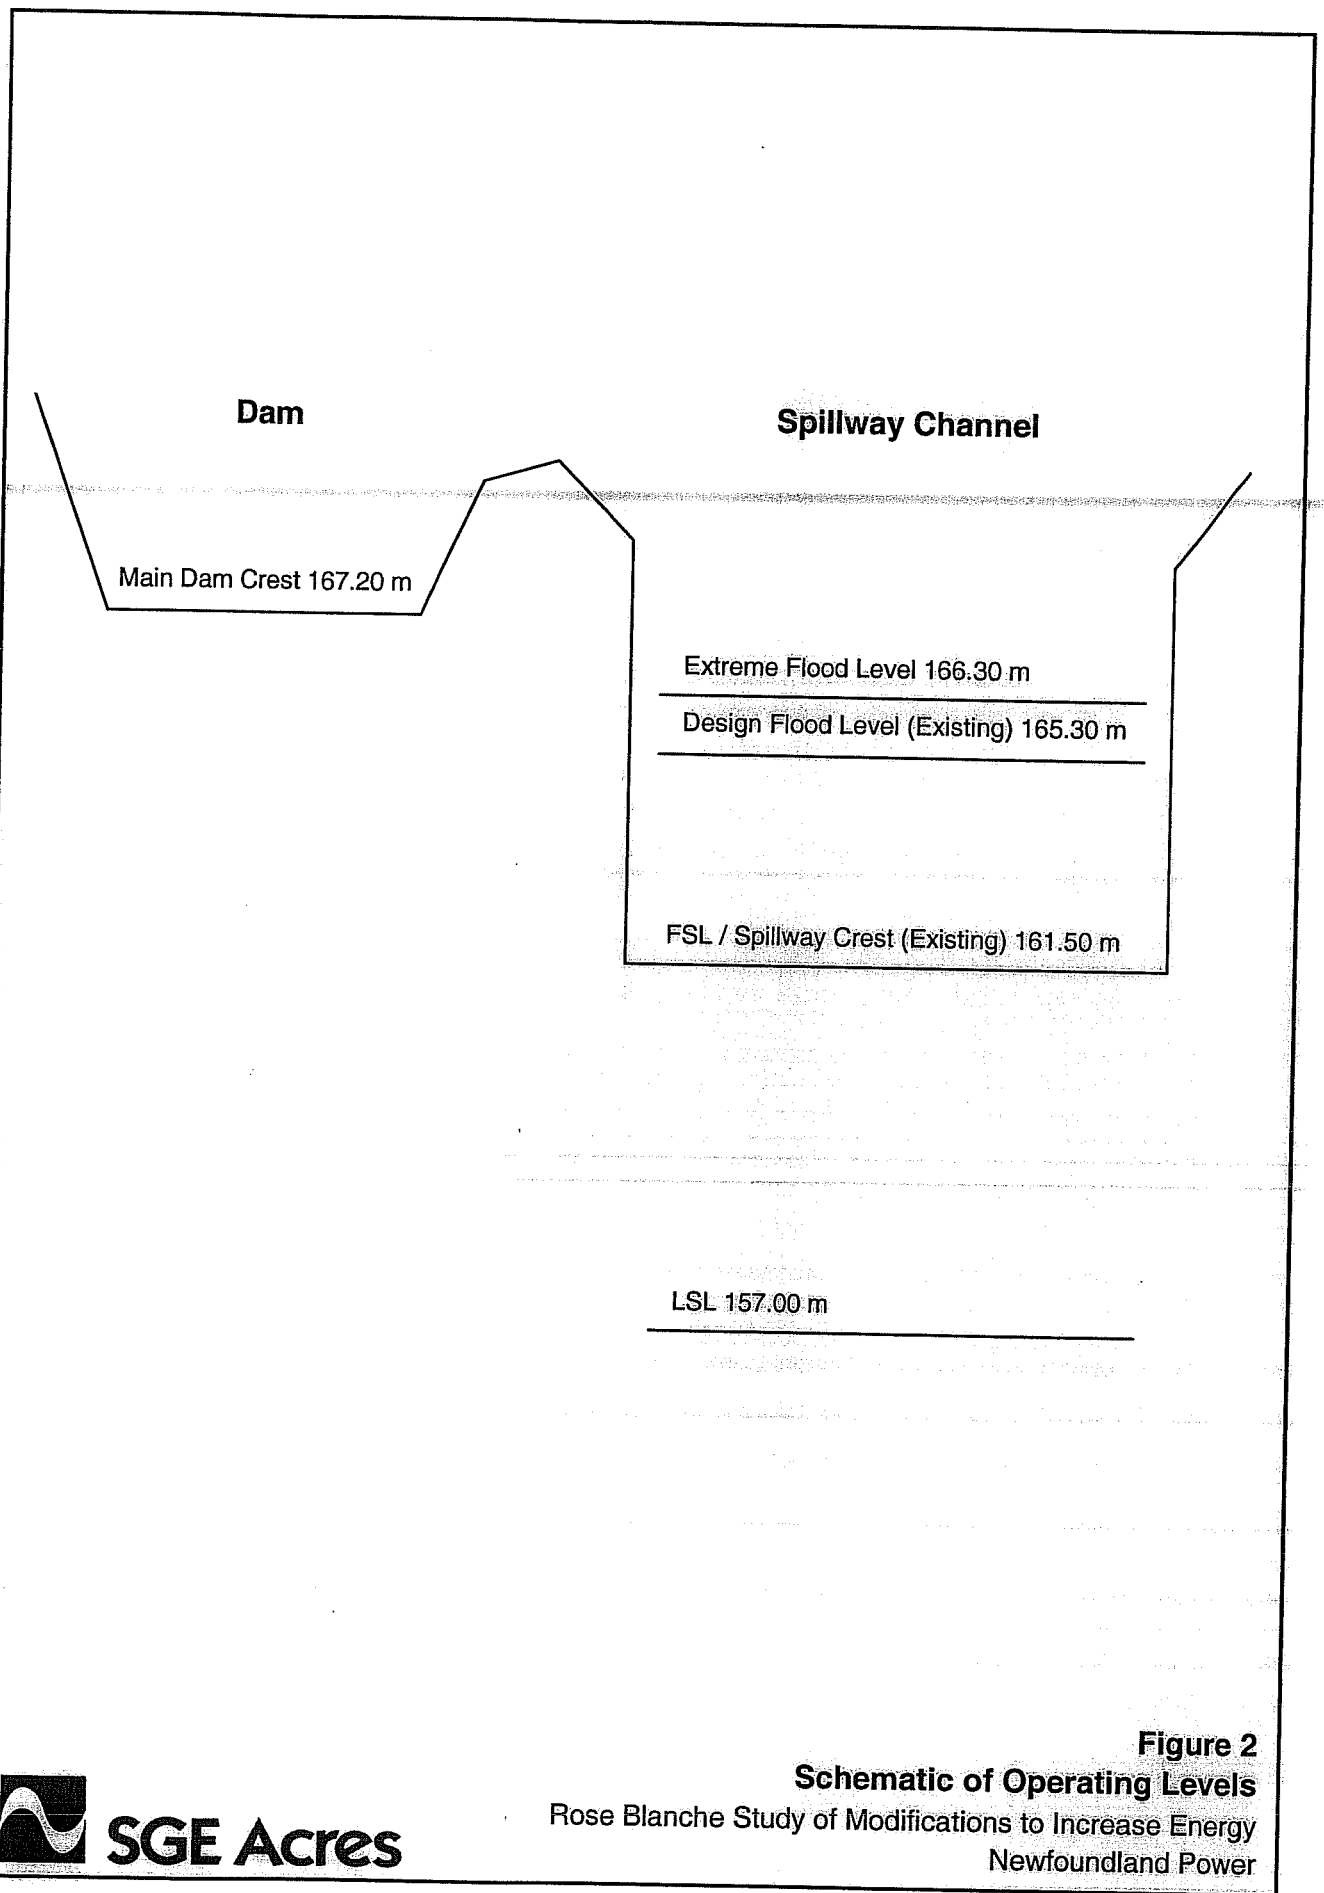 Dam
Spillway Channel
Main Dam Crest 167.20 m
Extreme Flood Level 166.30 m
Design Flood Level (Existing) 165.30 m
FSL / Spillway Crest (Existing) 161.50 m
LSL 157.00 m
Figure 2
Schematic of Operating Levels
Rose Blanche Study of Modifications to Increase Energy
Newfoundland Power
SGE Acres